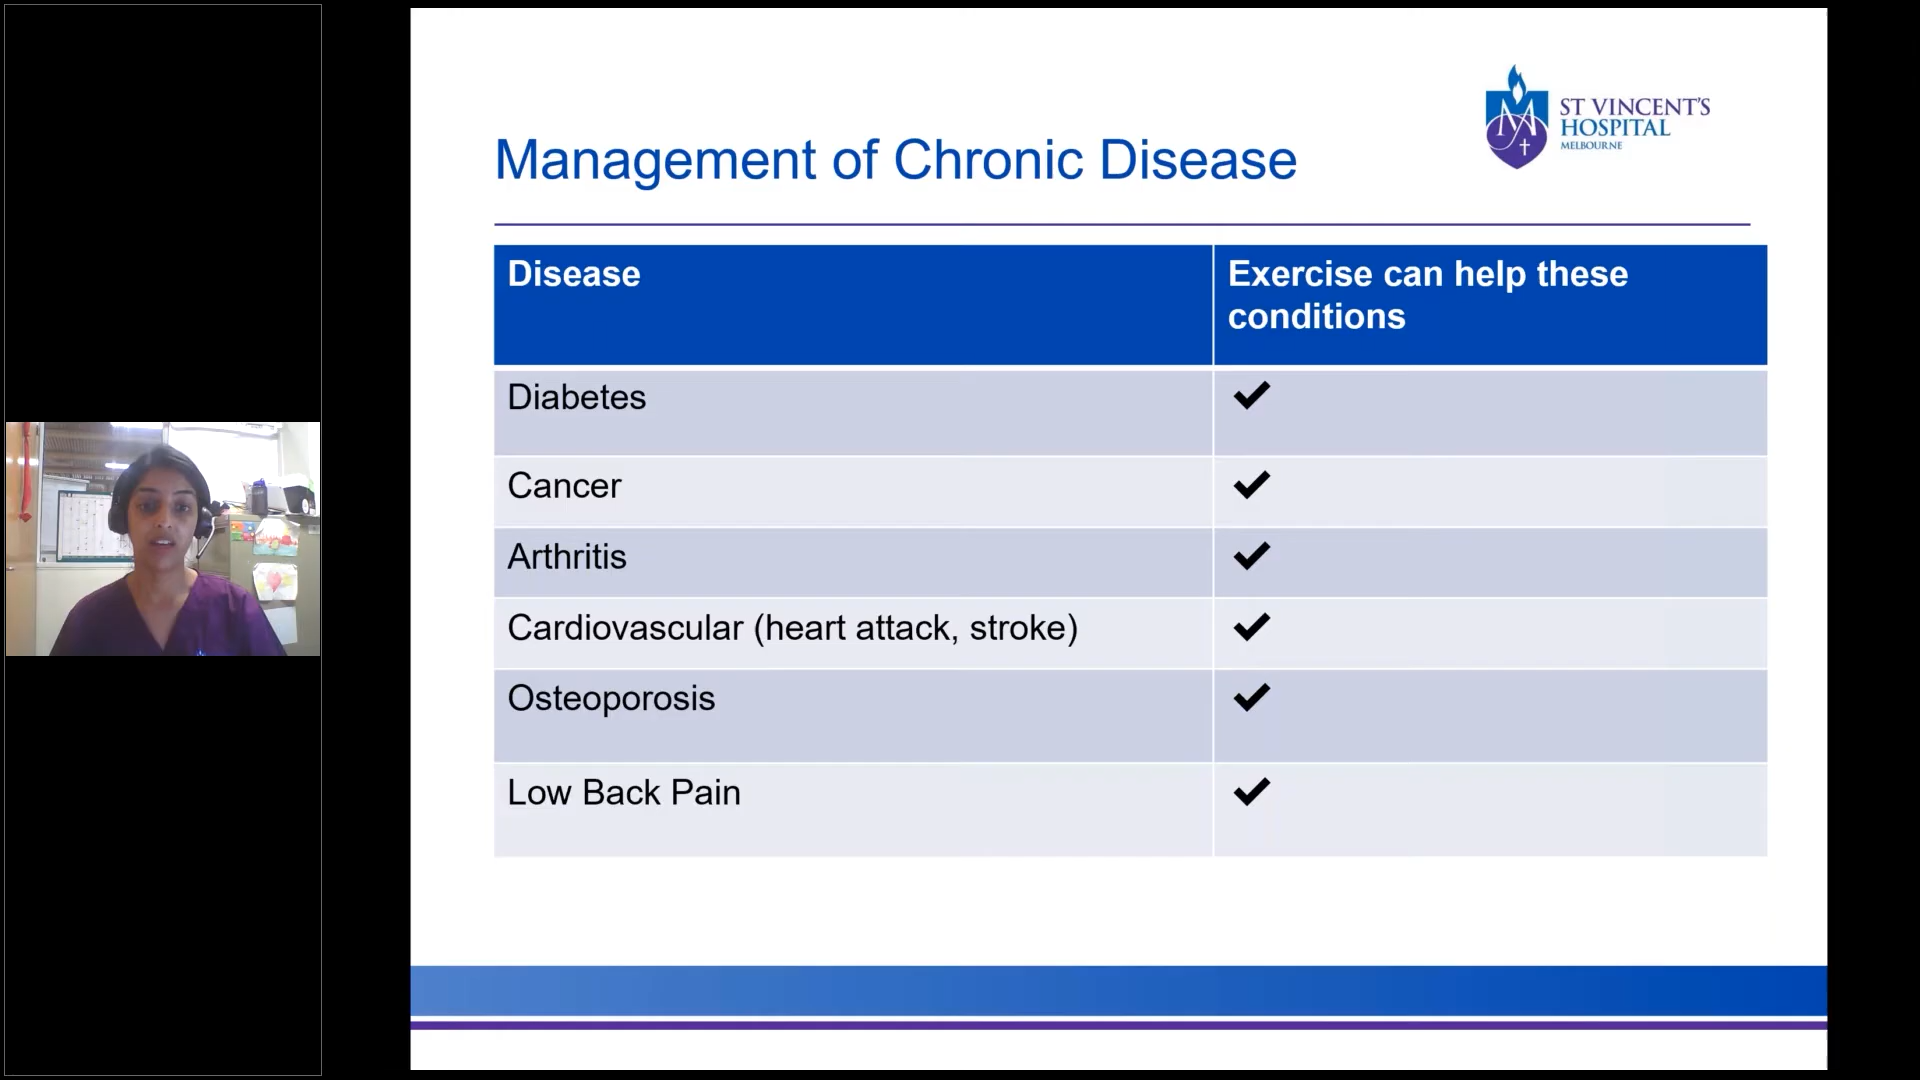 ST VINCENT'S
HOSPITAL
MELBOURNE
Management of Chronic Disease
Disease
Exercise can help these
conditions
Diabetes
✔
Cancer
✔
Arthritis
✔
Cardiovascular (heart attack, stroke)
✔
Osteoporosis
✔
Low Back Pain
✔